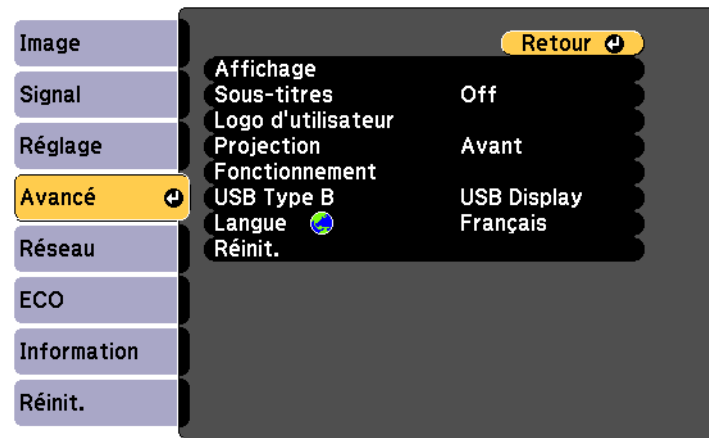 Image
Signal
Réglage
Avancé
Réseau
ECO
Information
Réinit.
Retour
Affichage
Sous-titres Off
Logo d'utilisateur
Projection Avant
Fonctionnement
USB Type B USB Display
Langue Français
Réinit.